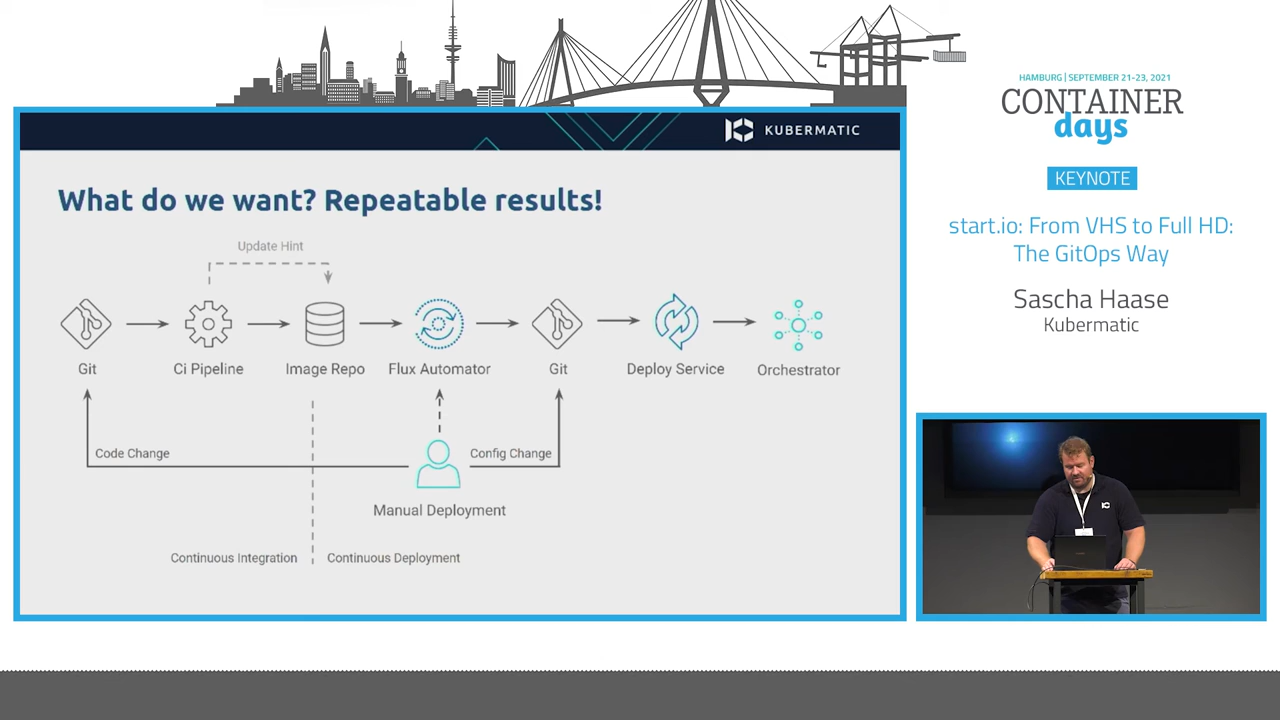 HAMBURG | SEPTEMBER 21-23, 2021
CONTAINER
days
KEYNOTE
start.io: From VHS to Full HD:
The GitOps Way
Sascha Haase
Kubermatic
KUBERMATIC
What do we want? Repeatable results!
Update Hint
Git
Ci Pipeline
Image Repo
Flux Automator
Git
Deploy Service
Orchestrator
Code Change
Config Change
Manual Deployment
Continuous Integration
Continuous Deployment